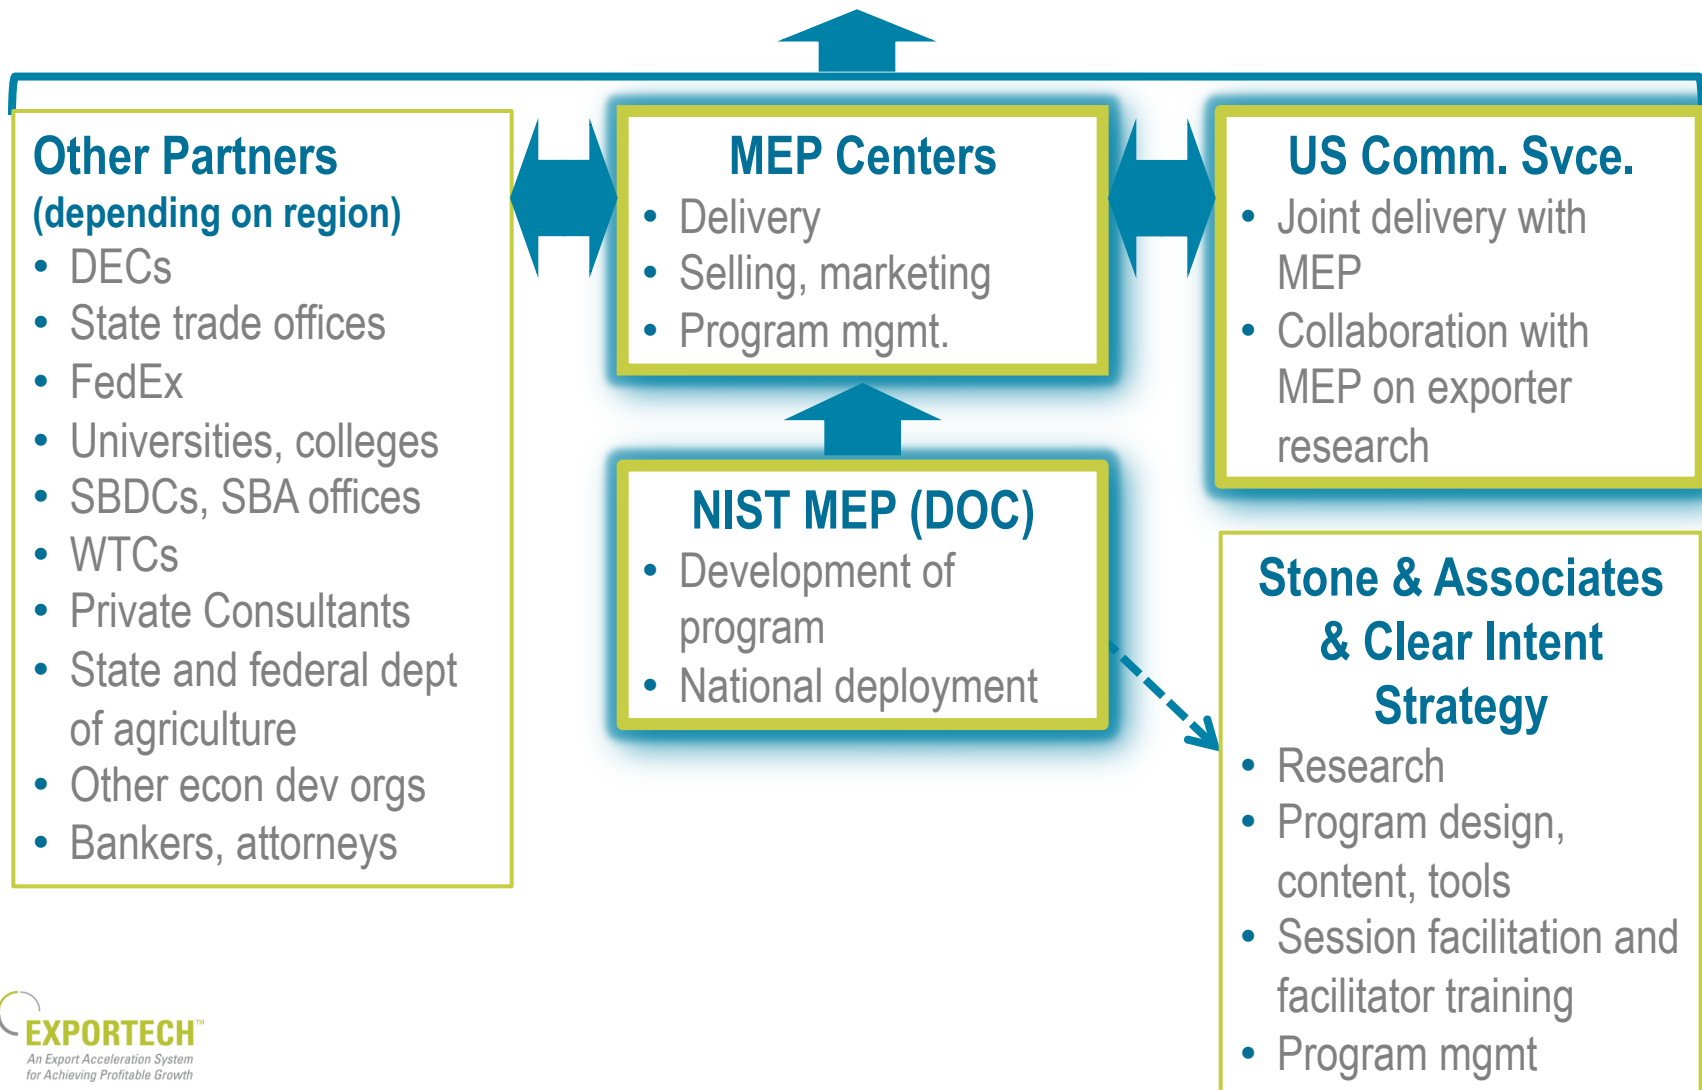 Other Partners
(depending on region)
• DECs
• State trade offices
• FedEx
• Universities, colleges
• SBDCs, SBA offices
• WTCs
• Private Consultants
• State and federal dept
of agriculture
• Other econ dev orgs
• Bankers, attorneys
MEP Centers
• Delivery
• Selling, marketing
• Program mgmt.
NIST MEP (DOC)
• Development of
program
• National deployment
US Comm. Svce.
• Joint delivery with
MEP
• Collaboration with
MEP on exporter
research
Stone & Associates
& Clear Intent
Strategy
• Research
• Program design,
content, tools
• Session facilitation and
facilitator training
• Program mgmt
EXPORTECH™
An Export Acceleration System
for Achieving Profitable Growth